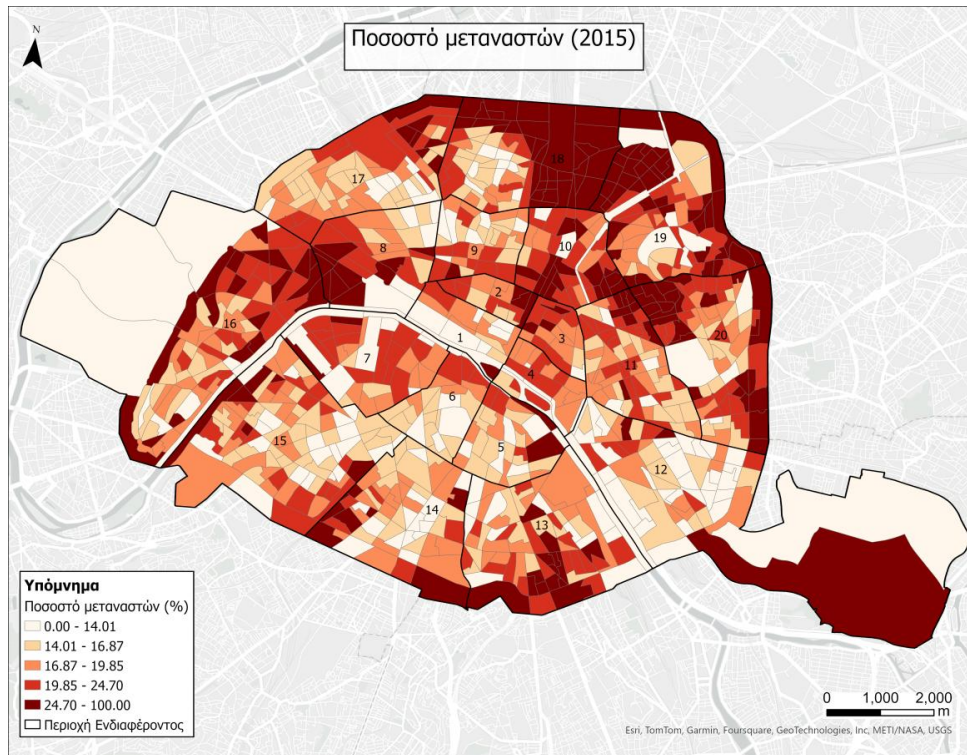 Ποσοστό μεταναστών (2015)
N
18
17
19
10
8
9
2
16
3
20
1
7
11
4
6
15
5
12
14
13
Υπόμνημα
Ποσοστό μεταναστών (%)
0.00 - 14.01
14.01 - 16.87
16.87 - 19.85
19.85 - 24.70
24.70 - 100.00
Περιοχή Ενδιαφέροντος
0 1,000 2,000
m
Esri, TomTom, Garmin, Foursquare, GeoTechnologies, Inc, METI/NASA, USGS